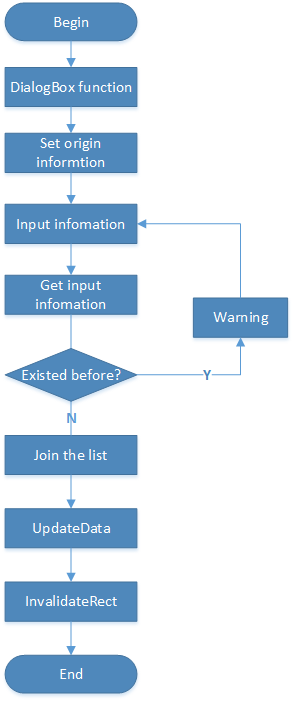 Begin
DialogBox function
Set origin
informtion
Input infomation
Get input
infomation
Warning
Existed before?
Y
N
Join the list
UpdateData
InvalidateRect
End